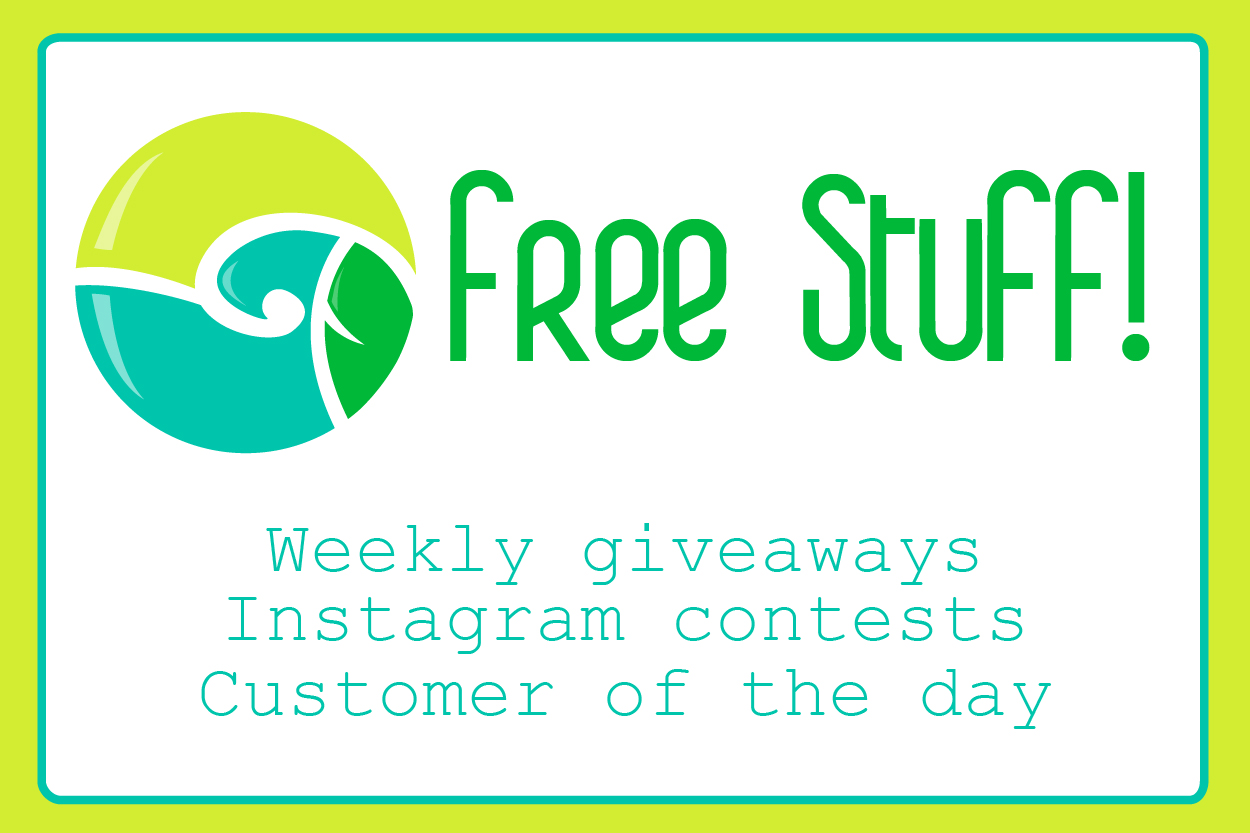 Free Stuff!
Weekly giveaways
Instagram contests
Customer of the day